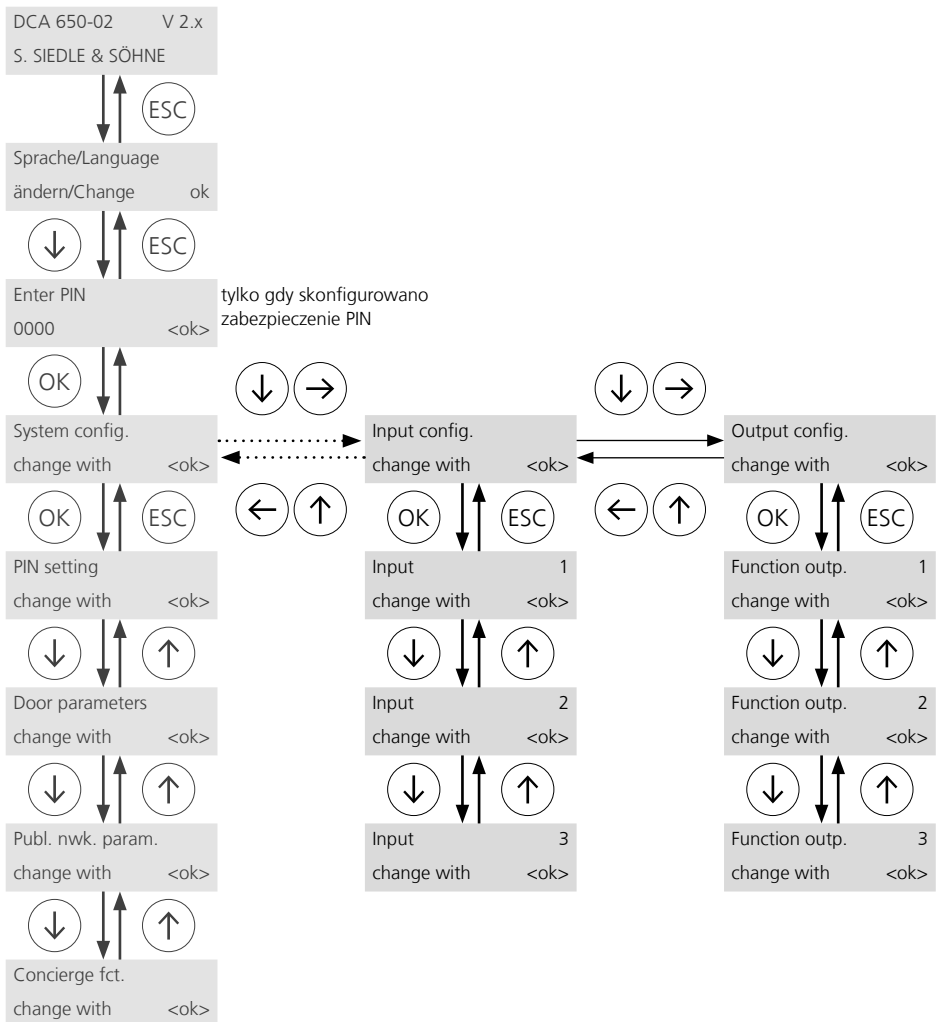 DCA 650-02 V 2.x
S. SIEDLE & SÖHNE
ESC
Sprache/Language
ändern/Change ok
↓ ESC
Enter PIN
0000 <ok>
tylko gdy skonfigurowano
zabezpieczenie PIN
OK
↓ → ↓ →
System config. Input config. Output config.
change with <ok> change with <ok> change with <ok>
← ↑ ← ↑
OK ESC OK ESC OK ESC
PIN setting Input 1 Function outp. 1
change with <ok> change with <ok> change with <ok>
↓ ↑ ↓ ↑ ↓ ↑
Door parameters Input 2 Function outp. 2
change with <ok> change with <ok> change with <ok>
↓ ↑ ↓ ↑ ↓ ↑
Publ. nwk. param. Input 3 Function outp. 3
change with <ok> change with <ok> change with <ok>
↓ ↑
Concierge fct.
change with <ok>